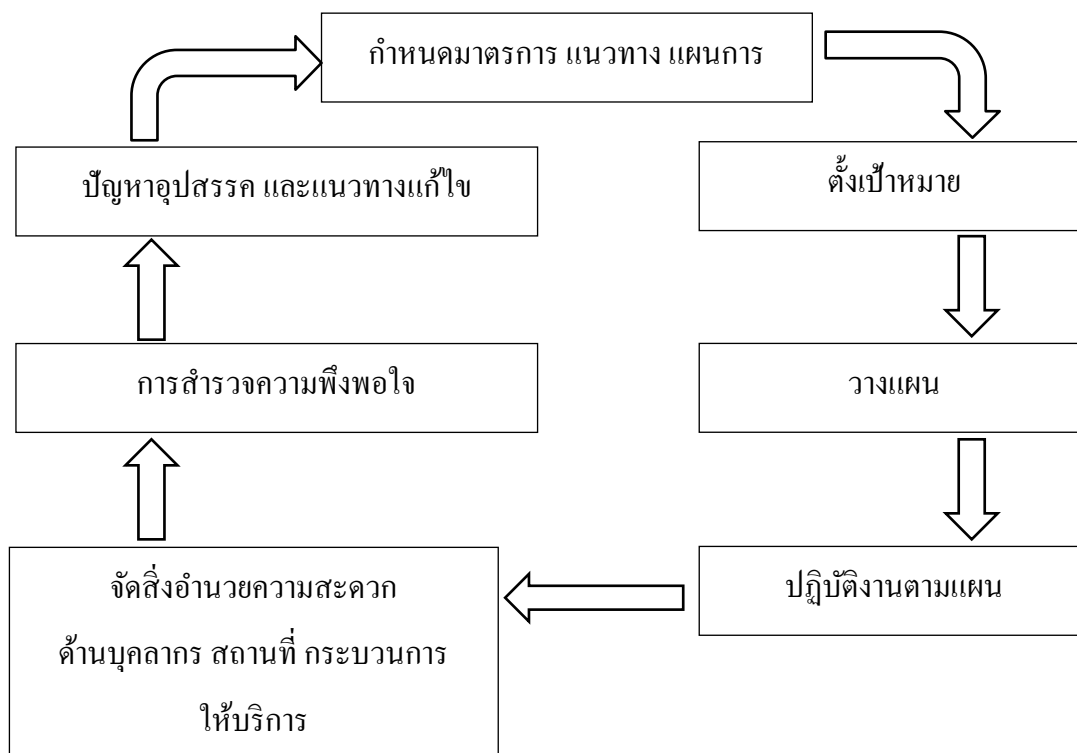 กำหนดมาตรการ แนวทาง แผนการ
ตั้งเป้าหมาย
วางแผน
ปฏิบัติงานตามแผน
จัดสิ่งอำนวยความสะดวก
ด้านบุคลากร สถานที่ กระบวนการ
ให้บริการ
การสำรวจความพึงพอใจ
ปัญหาอุปสรรค และแนวทางแก้ไข